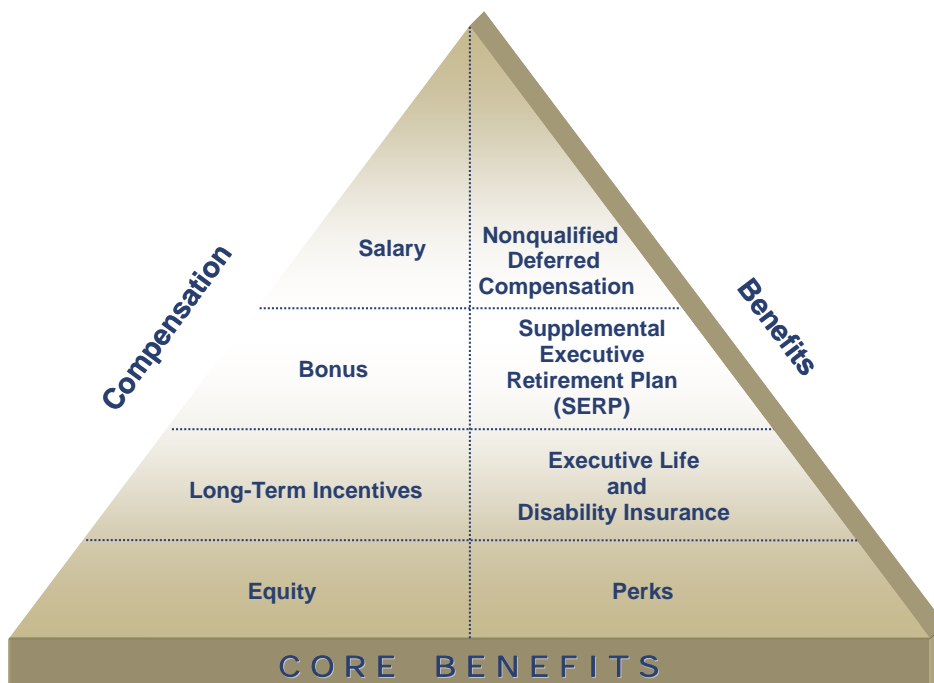 Compensation
Benefits
Salary
Nonqualified
Deferred
Compensation
Bonus
Supplemental
Executive
Retirement Plan
(SERP)
Long-Term Incentives
Executive Life
and
Disability Insurance
Equity
Perks
CORE BENEFITS